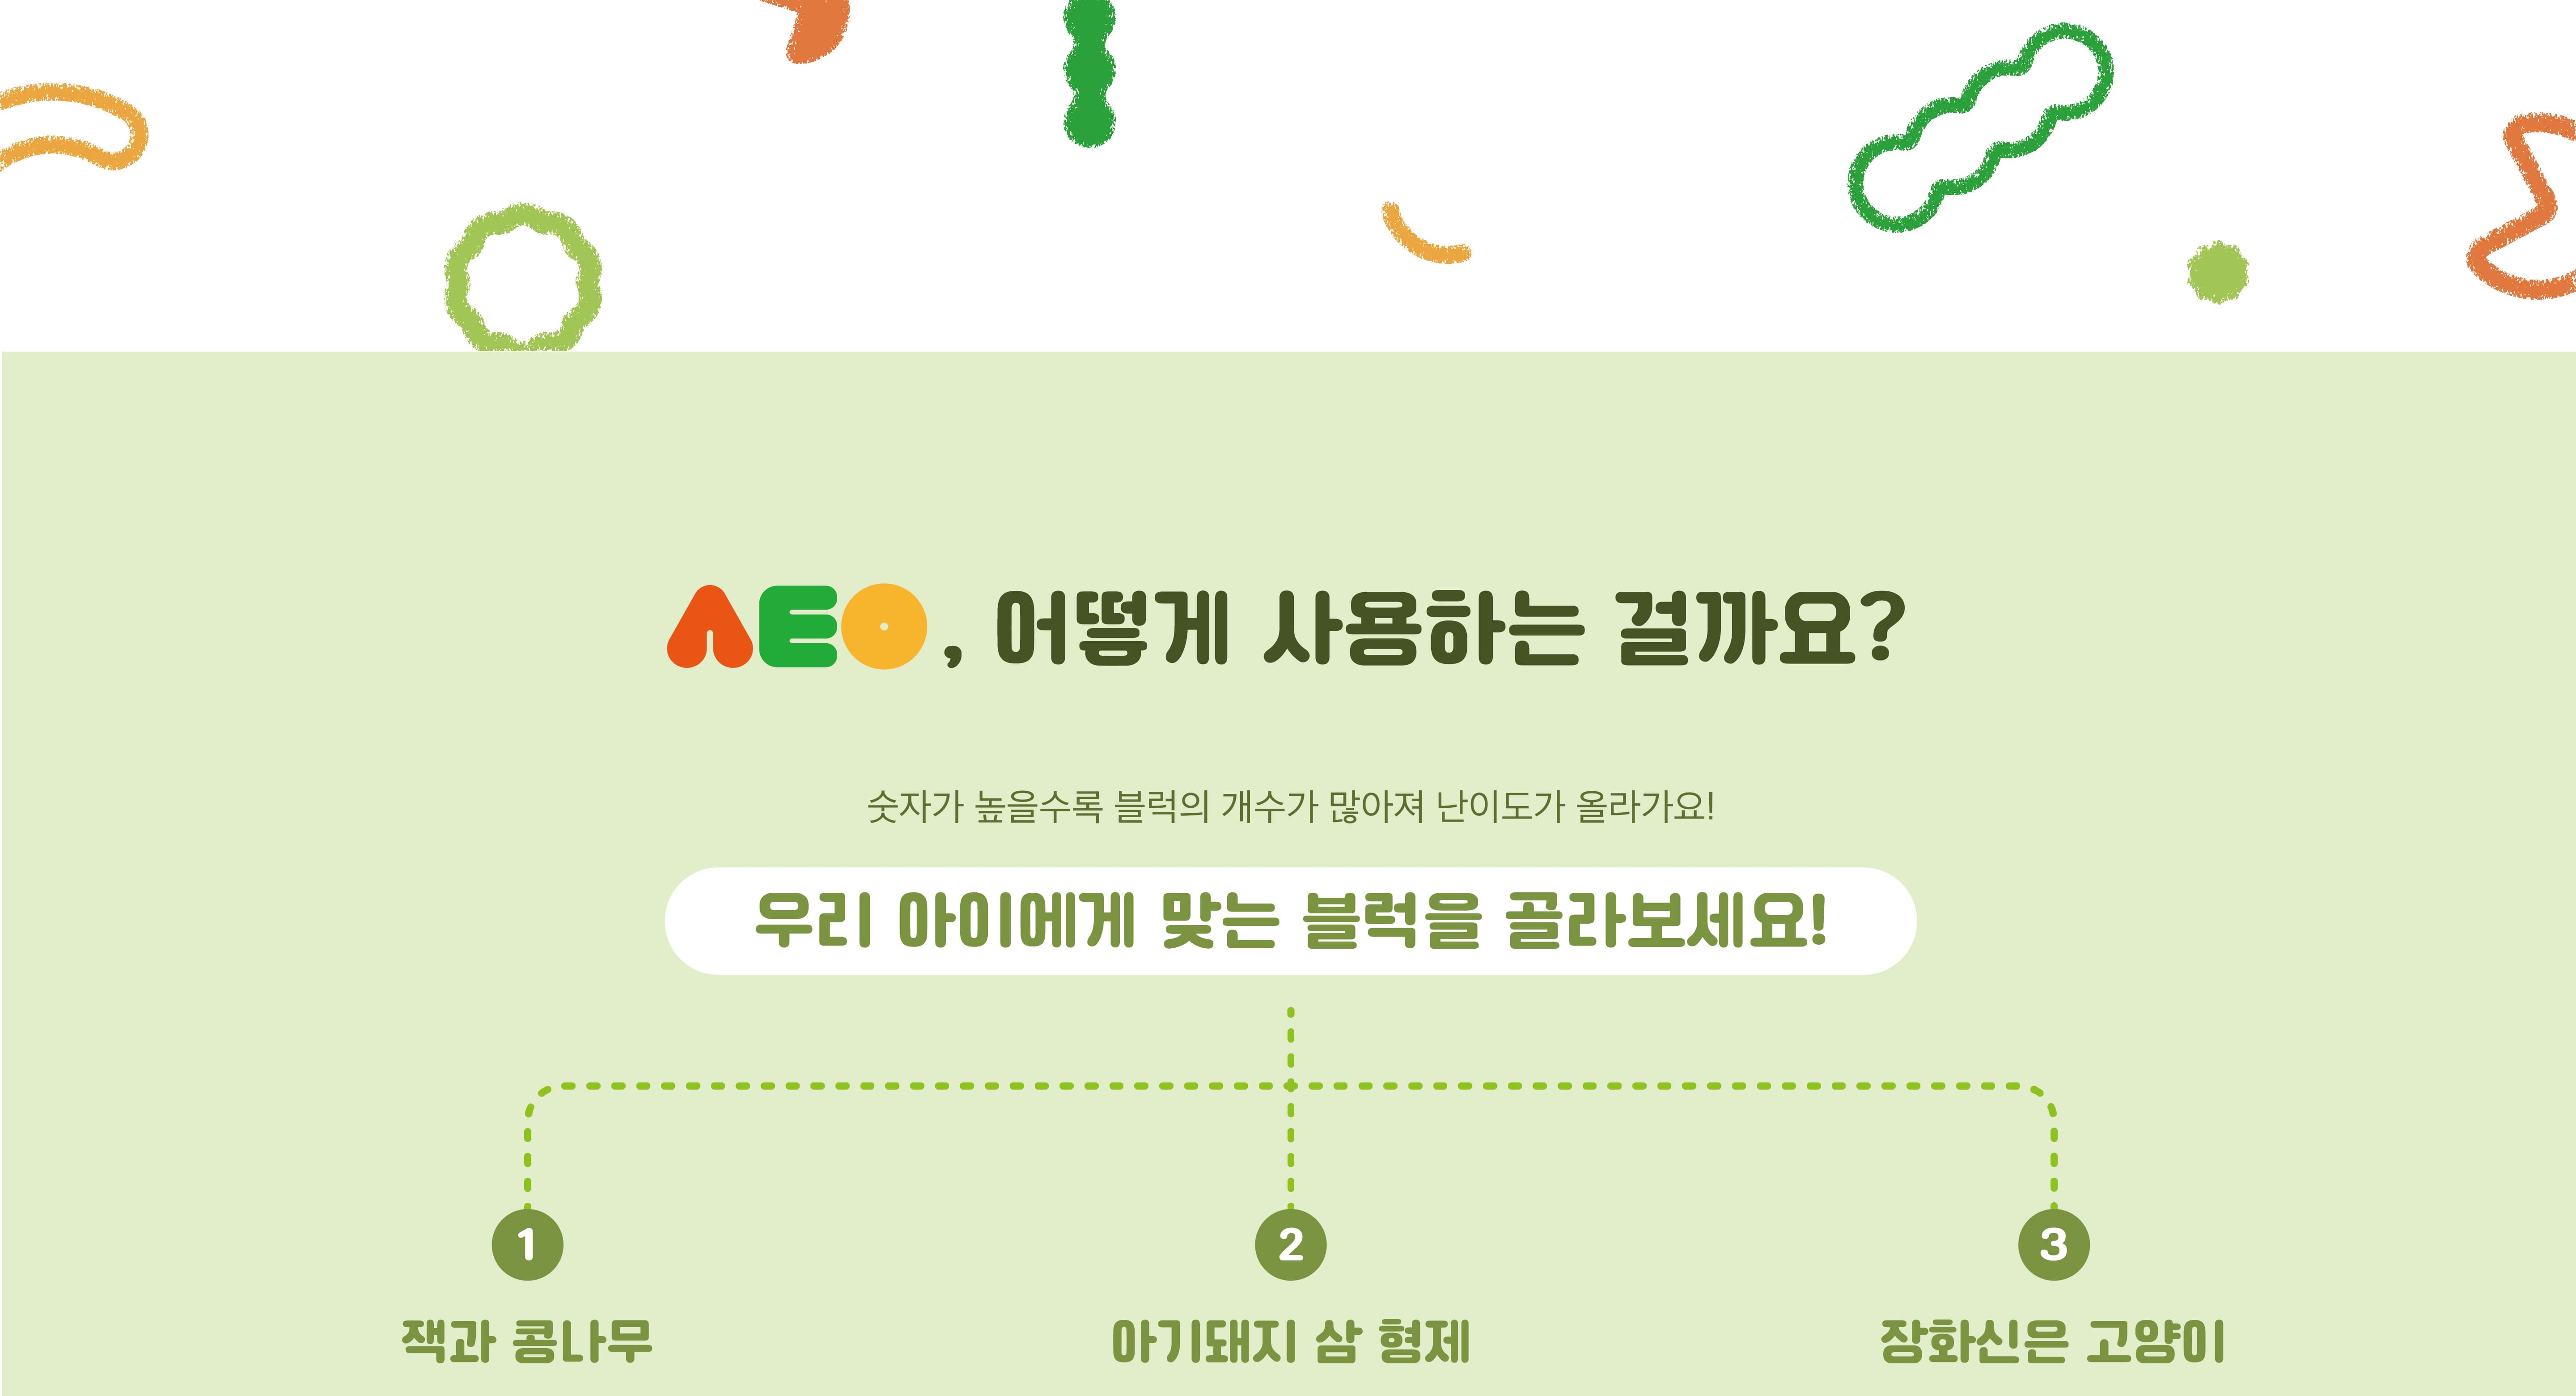 AEO, 어떻게 사용하는 걸까요?
숫자가 높을수록 블럭의 개수가 많아져 난이도가 올라가요!
우리 아이에게 맞는 블럭을 골라보세요!
1 2 3
잭과 콩나무 아기돼지 삼 형제 장화신은 고양이